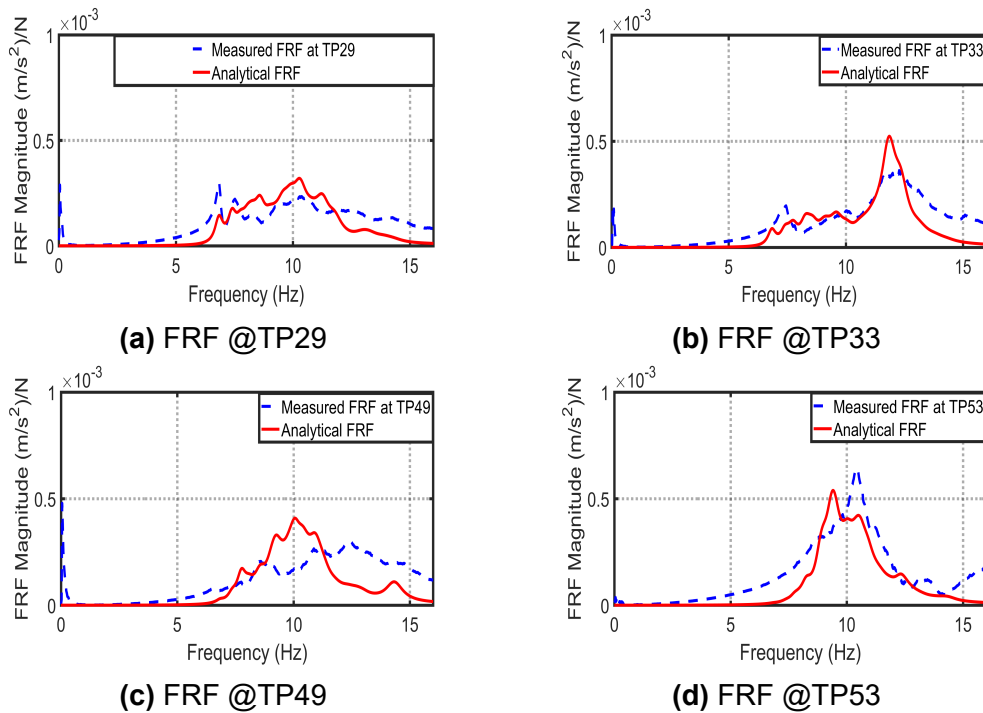 1 ×10⁻³
FRF Magnitude (m/s²)/N
0.5
0
Measured FRF at TP29
Analytical FRF
0 5 10 15
Frequency (Hz)
(a) FRF @TP29
1 ×10⁻³
FRF Magnitude (m/s²)/N
0.5
0
Measured FRF at TP33
Analytical FRF
0 5 10 15
Frequency (Hz)
(b) FRF @TP33
1 ×10⁻³
FRF Magnitude (m/s²)/N
0.5
0
Measured FRF at TP49
Analytical FRF
0 5 10 15
Frequency (Hz)
(c) FRF @TP49
1 ×10⁻³
FRF Magnitude (m/s²)/N
0.5
0
Measured FRF at TP53
Analytical FRF
0 5 10 15
Frequency (Hz)
(d) FRF @TP53